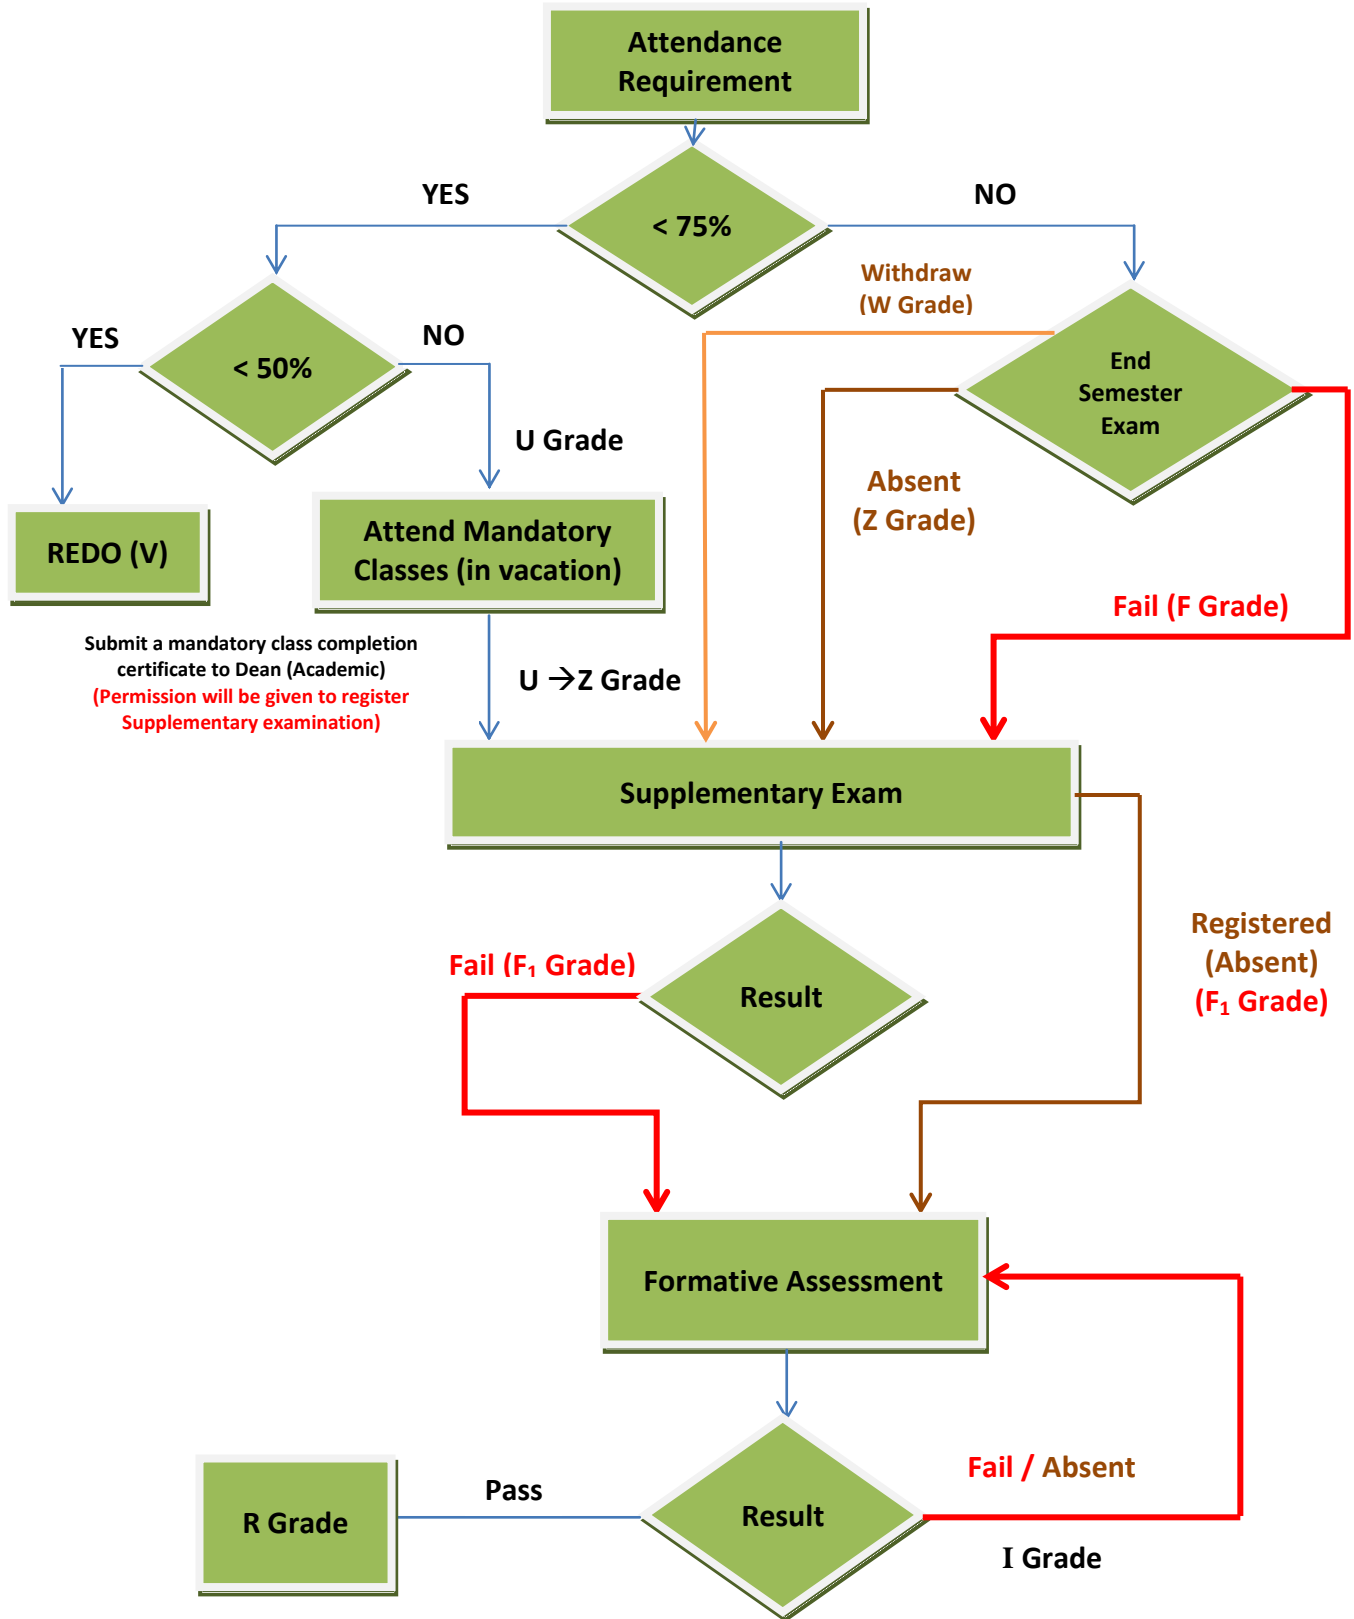 Attendance
Requirement
YES
NO
< 75%
Withdraw
(W Grade)
YES
NO
< 50%
End
Semester
Exam
U Grade
Absent
(Z Grade)
REDO (V)
Attend Mandatory
Classes (in vacation)
Fail (F Grade)
Submit a mandatory class completion
certificate to Dean (Academic)
(Permission will be given to register
Supplementary examination)
U →Z Grade
Supplementary Exam
Registered
(Absent)
(F₁ Grade)
Fail (F₁ Grade)
Result
Formative Assessment
Fail / Absent
Pass
R Grade
Result
I Grade